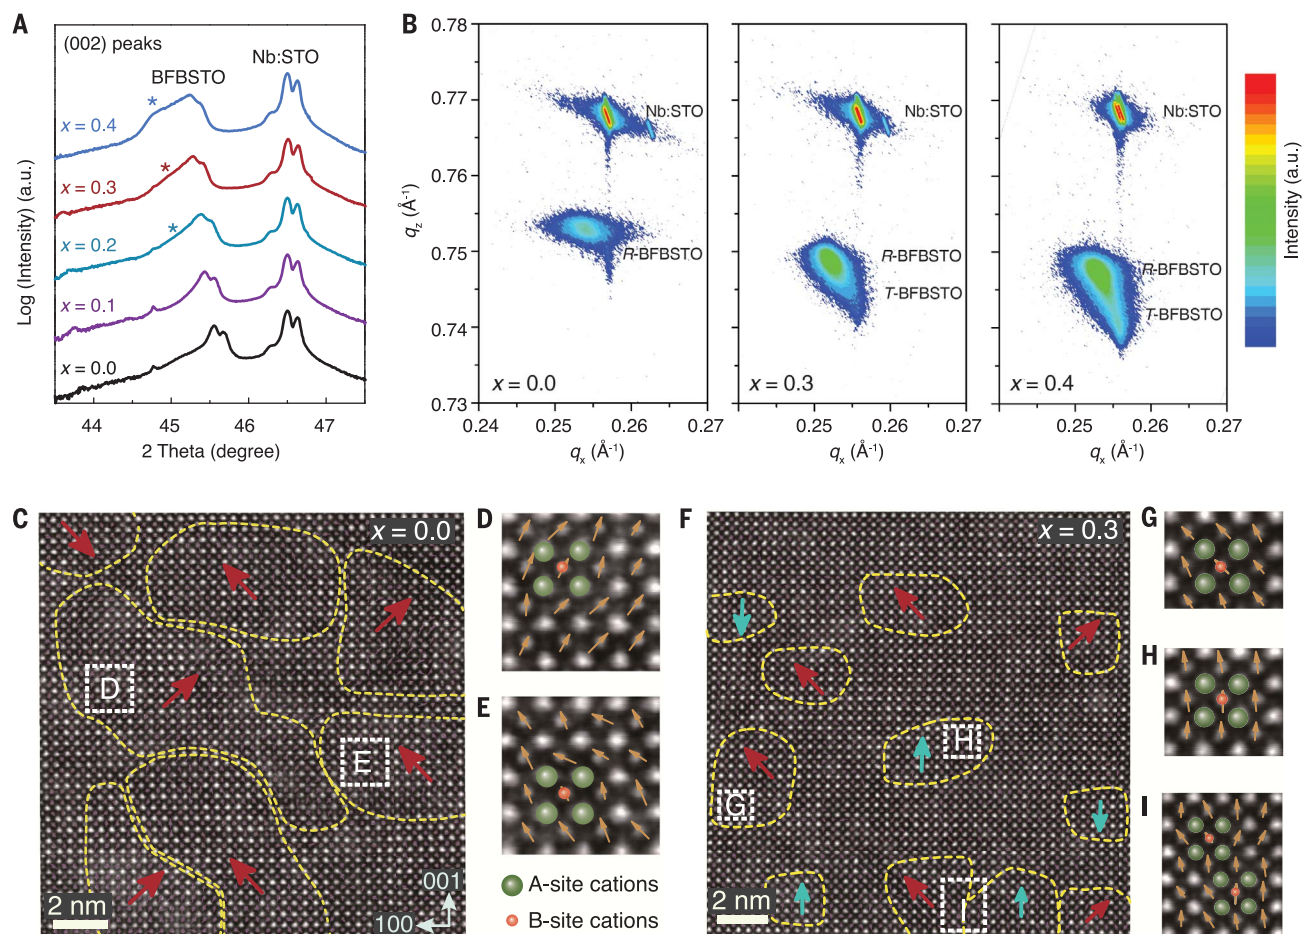 A
(002) peaks
BFBSTO
Nb:STO
*
x = 0.4
*
x = 0.3
*
x = 0.2
x = 0.1
x = 0.0
Log (Intensity) (a.u.)
44 45 46 47
2 Theta (degree)
B
0.78
0.77
0.76
0.75
0.74
0.73
qz (Å-1)
Nb:STO
R-BFBSTO
x = 0.0
0.24 0.25 0.26 0.27
qx (Å-1)
Nb:STO
R-BFBSTO
T-BFBSTO
x = 0.3
0.25 0.26 0.27
qx (Å-1)
Nb:STO
R-BFBSTO
T-BFBSTO
x = 0.4
0.25 0.26 0.27
qx (Å-1)
Intensity (a.u.)
C
x = 0.0
D
E
2 nm
001
100
D
E
A-site cations
B-site cations
F
x = 0.3
H
G
I
2 nm
G
H
I